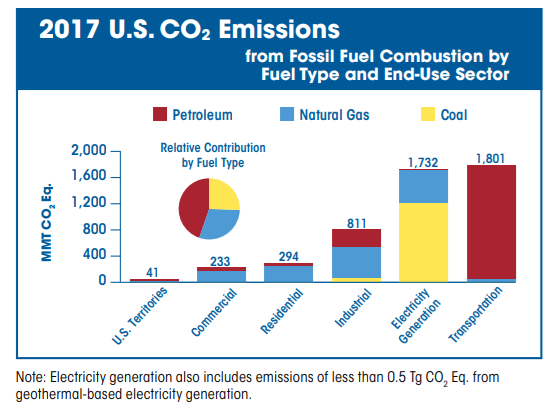 2017 U.S. CO₂ Emissions
from Fossil Fuel Combustion by
Fuel Type and End-Use Sector
Petroleum
Natural Gas
Coal
Relative Contribution
by Fuel Type
MMT CO₂ Eq.
2,000
1,600
1,200
800
400
0
41
233
294
811
1,732
1,801
U.S. Territories
Commercial
Residential
Industrial
Electricity
Generation
Transportation
Note: Electricity generation also includes emissions of less than 0.5 Tg CO₂ Eq. from
geothermal-based electricity generation.